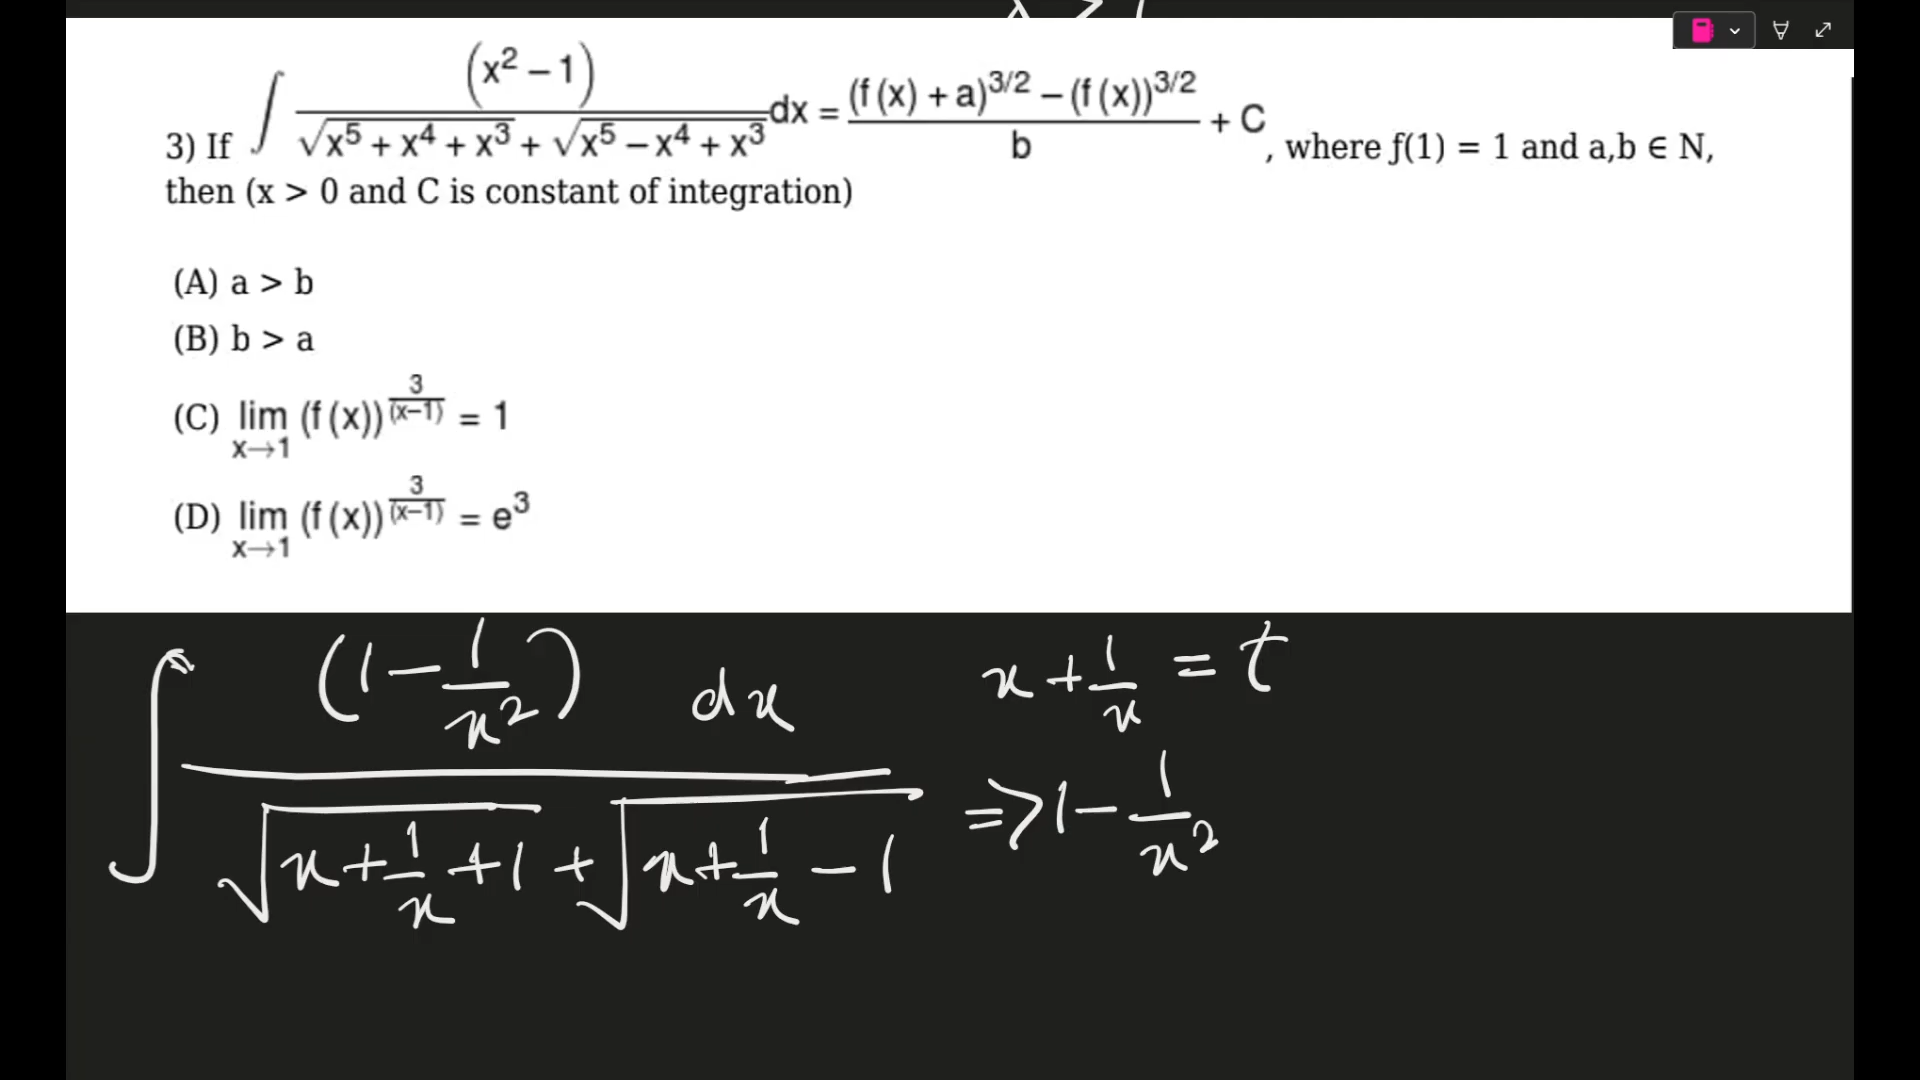 3) If ∫ (x² – 1) / (√x⁵ + x⁴ + x³ + √x⁵ – x⁴ + x³) dx = ((f (x) + a)^3/2 – (f (x))^3/2) / b + C , where f(1) = 1 and a,b ∈ N,
then (x > 0 and C is constant of integration)
(A) a > b
(B) b > a
(C) lim x→1 (f (x))^(3/(x–1)) = 1
(D) lim x→1 (f (x))^(3/(x–1)) = e³
∫ (1 – 1/x²) dx / (√(x + 1/x + 1) + √(x + 1/x – 1))
x + 1/x = t
=> 1 – 1/x²